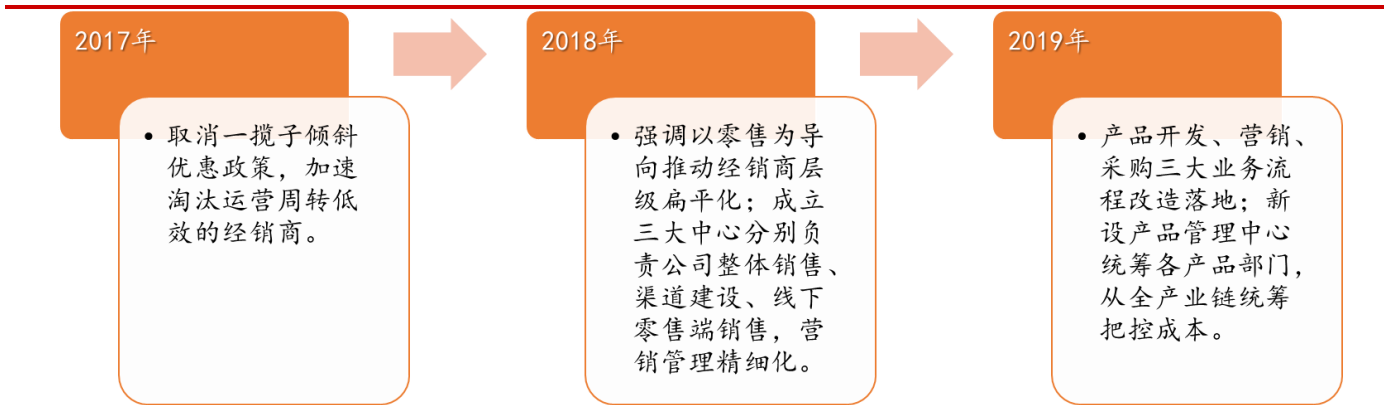 2017年
• 取消一揽子倾斜
优惠政策，加速
淘汰运营周转低
效的经销商。
2018年
• 强调以零售为导
向推动经销商层
级扁平化；成立
三大中心分别负
责公司整体销售、
渠道建设、线下
零售端销售，营
销管理精细化。
2019年
• 产品开发、营销、
采购三大业务流
程改造落地；新
设产品管理中心
统筹各产品部门，
从全产业链统筹
把控成本。